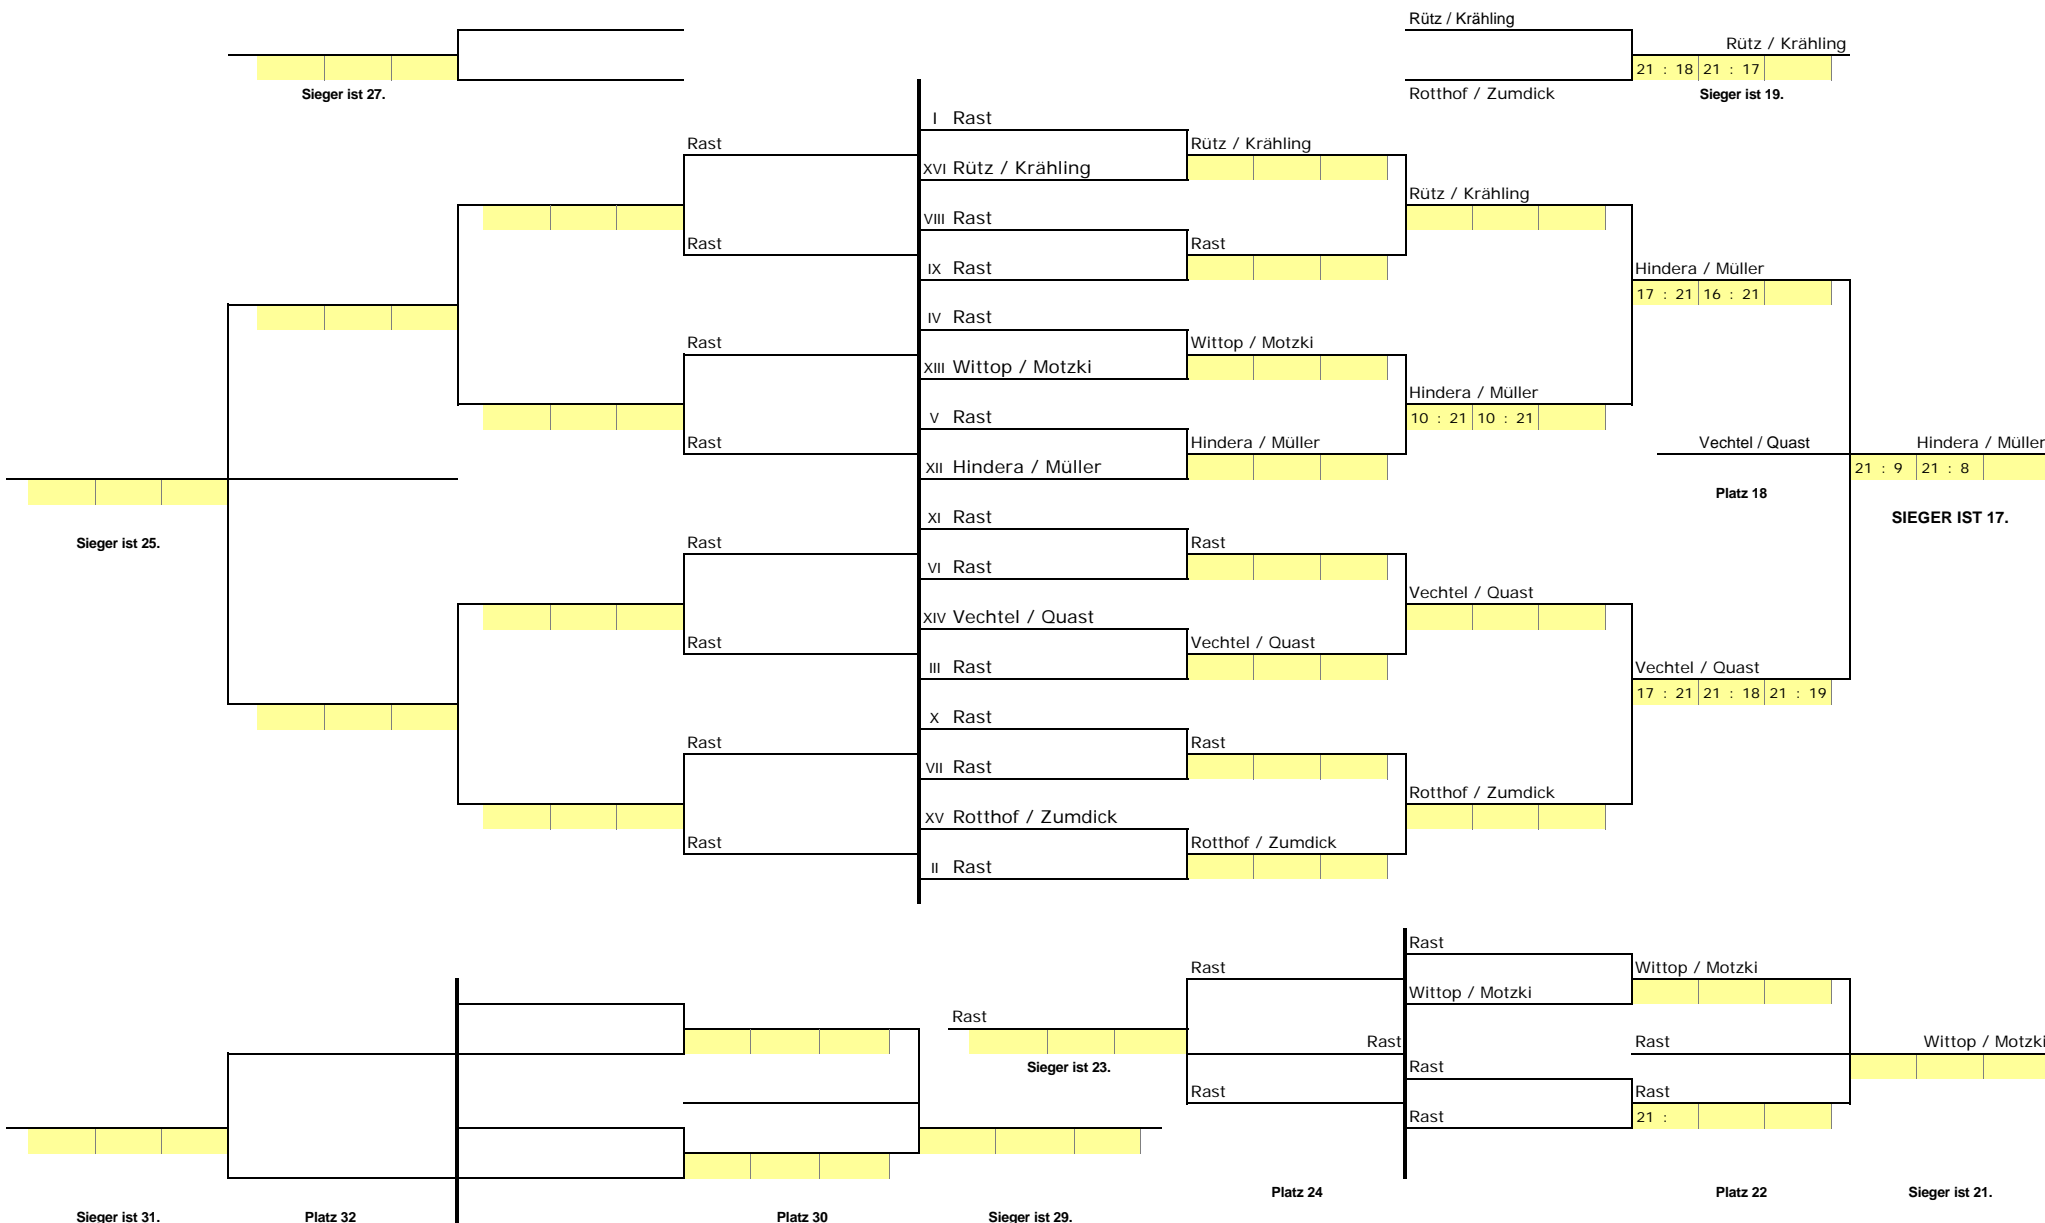 Rütz / Krähling
Rütz / Krähling
21 : 18 21 : 17
Sieger ist 27.
Rotthof / Zumdick
Sieger ist 19.
I Rast
Rast
Rütz / Krähling
XVI Rütz / Krähling
Rütz / Krähling
VIII Rast
Rast
Rast
IX Rast
Hindera / Müller
17 : 21 16 : 21
IV Rast
Rast
Wittop / Motzki
XIII Wittop / Motzki
Hindera / Müller
V Rast
10 : 21 10 : 21
Rast
Hindera / Müller
Vechtel / Quast
Hindera / Müller
XII Hindera / Müller
21 : 9 21 : 8
Platz 18
XI Rast
SIEGER IST 17.
Sieger ist 25.
Rast
Rast
VI Rast
Vechtel / Quast
XIV Vechtel / Quast
Rast
Vechtel / Quast
III Rast
Vechtel / Quast
17 : 21 21 : 18 21 : 19
X Rast
Rast
Rast
VII Rast
Rotthof / Zumdick
XV Rotthof / Zumdick
Rast
Rotthof / Zumdick
II Rast
Rast
Rast
Wittop / Motzki
Wittop / Motzki
Rast
Rast
Rast
Wittop / Motzki
Sieger ist 23.
Rast
Rast
Rast
Rast
21 :
Platz 24
Platz 22
Sieger ist 21.
Sieger ist 31.
Platz 32
Platz 30
Sieger ist 29.